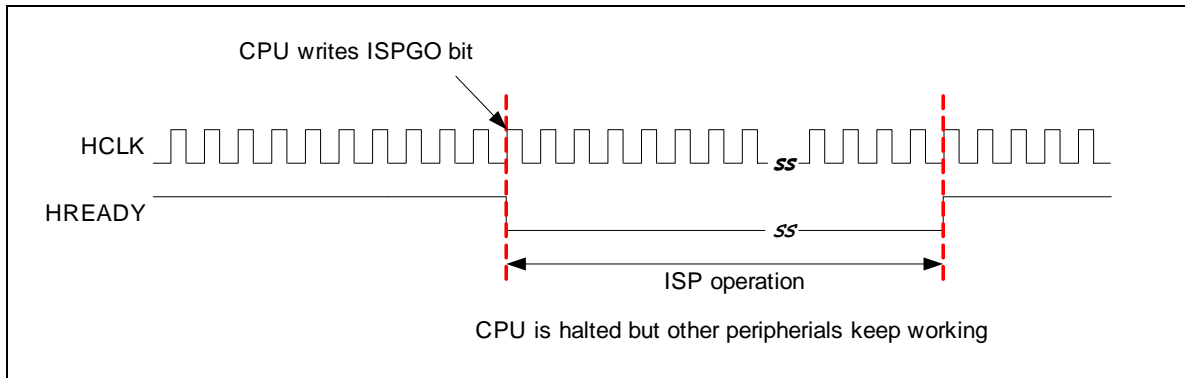 CPU writes ISPGO bit
HCLK
ss
HREADY
ss
ISP operation
CPU is halted but other peripherials keep working